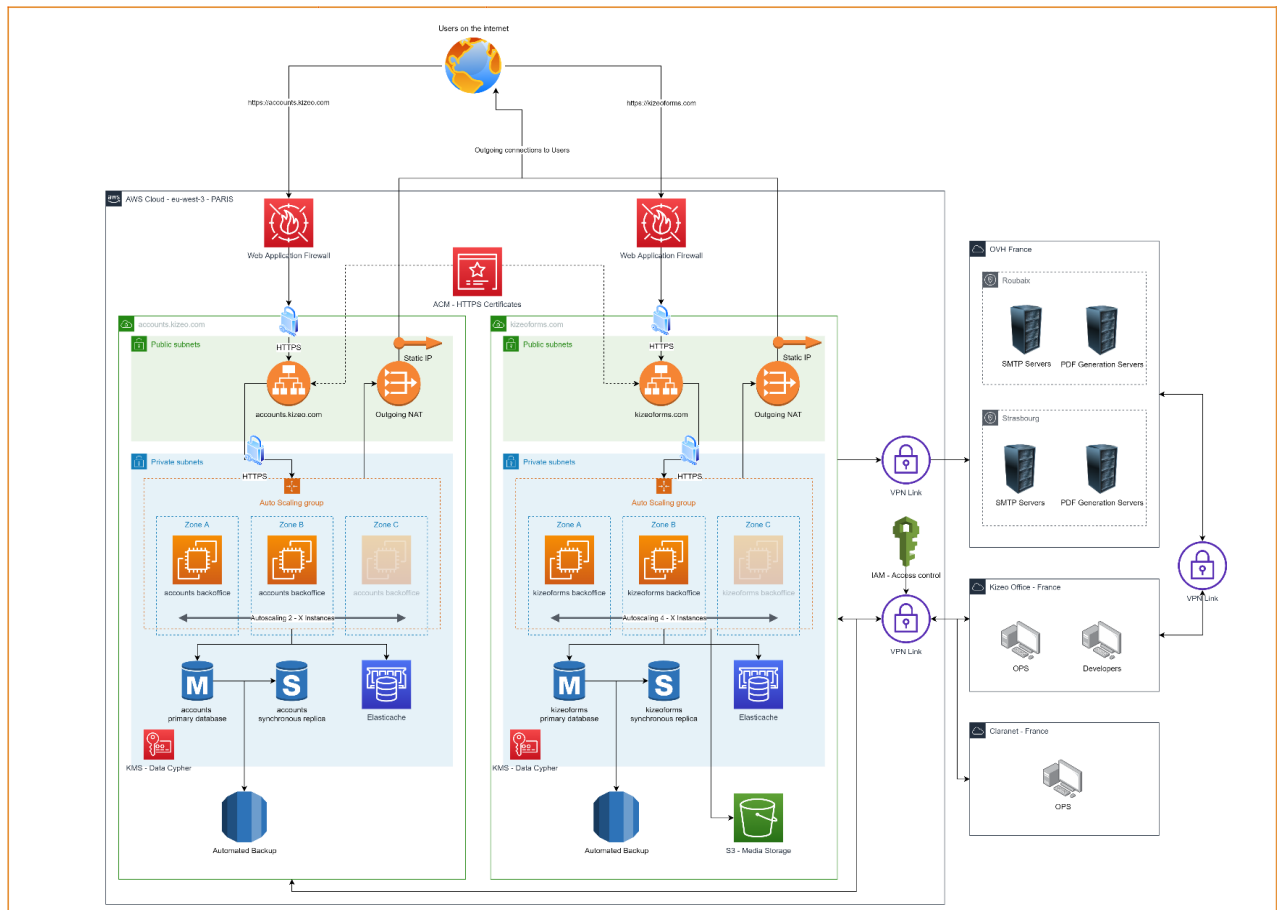 Users on the Internet
https://accounts.kizeo.com
https://kizeoforms.com
Outgoing connections to Users
aws
AWS Cloud - eu-west-3 - PARIS
Web Application Firewall
Web Application Firewall
ACM - HTTPS Certificates
accounts.kizeo.com
Public subnets
HTTPS
Static IP
accounts.kizeo.com
Outgoing NAT
Private subnets
HTTPS
Auto Scaling group
Zone A
Zone B
Zone C
accounts backoffice
accounts backoffice
accounts backoffice
Autoscaling 2 - X Instances
M
S
accounts
primary database
accounts
synchronous replica
Elasticache
KMS - Data Cypher
Automated Backup
kizeoforms.com
Public subnets
HTTPS
Static IP
kizeoforms.com
Outgoing NAT
Private subnets
HTTPS
Auto Scaling group
Zone A
Zone B
Zone C
kizeoforms backoffice
kizeoforms backoffice
kizeoforms backoffice
Autoscaling 4 - X Instances
M
S
kizeoforms
primary database
kizeoforms
synchronous replica
Elasticache
KMS - Data Cypher
Automated Backup
S3 - Media Storage
VPN Link
IAM - Access control
VPN Link
OVH France
Roubaix
SMTP Servers
PDF Generation Servers
Strasbourg
SMTP Servers
PDF Generation Servers
VPN Link
Kizeo Office - France
OPS
Developers
Claranet - France
OPS